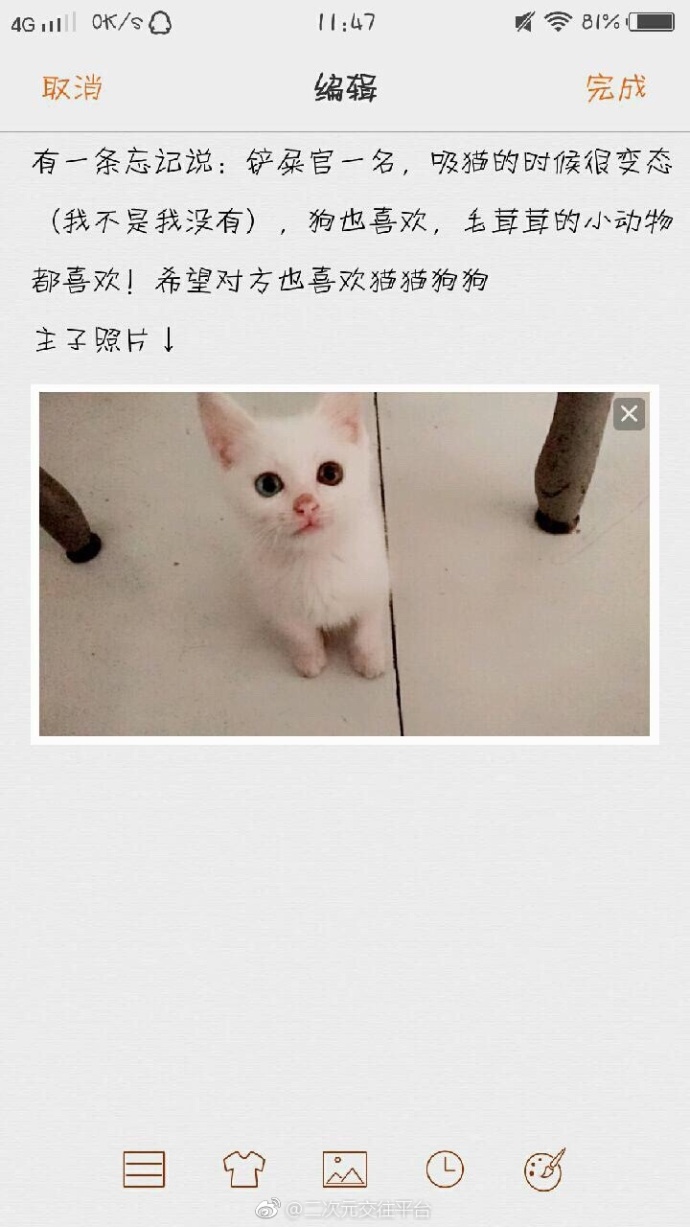 4G 0K/s 11:47 81%
取消 编辑 完成
有一条忘记说：铲屎官一名，吸猫的时候很变态
（我不是我没有），狗也喜欢，毛茸茸的小动物
都喜欢！希望对方也喜欢猫猫狗狗
主子照片↓
@二次元交往平台